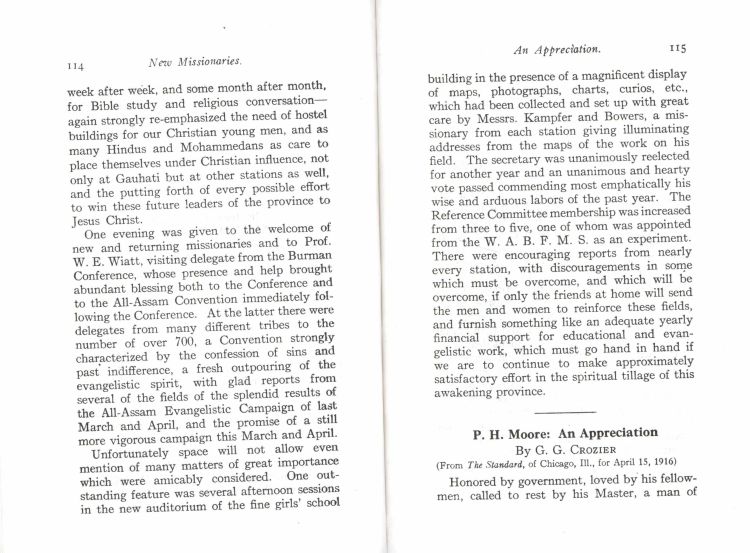 114 New Missionaries.
week after week, and some month after month,
for Bible study and religious conversation—
again strongly re-emphasized the need of hostel
buildings for our Christian young men, and as
many Hindus and Mohammedans as care to
place themselves under Christian influence, not
only at Gauhati but at other stations as well,
and the putting forth of every possible effort
to win these future leaders of the province to
Jesus Christ.
One evening was given to the welcome of
new and returning missionaries and to Prof.
W. E. Wiatt, visiting delegate from the Burman
Conference, whose presence and help brought
abundant blessing both to the Conference and
to the All-Assam Convention immediately fol-
lowing the Conference. At the latter there were
delegates from many different tribes to the
number of over 700, a Convention strongly
characterized by the confession of sins and
past indifference, a fresh outpouring of the
evangelistic spirit, with glad reports from
several of the fields of the splendid results of
the All-Assam Evangelistic Campaign of last
March and April, and the promise of a still
more vigorous campaign this March and April.
Unfortunately space will not allow even
mention of many matters of great importance
which were amicably considered. One out-
standing feature was several afternoon sessions
in the new auditorium of the fine girls' school
An Appreciation. 115
building in the presence of a magnificent display
of maps, photographs, charts, curios, etc.,
which had been collected and set up with great
care by Messrs. Kampfer and Bowers, a mis-
sionary from each station giving illuminating
addresses from the maps of the work on his
field. The secretary was unanimously reelected
for another year and an unanimous and hearty
vote passed commending most emphatically his
wise and arduous labors of the past year. The
Reference Committee membership was increased
from three to five, one of whom was appointed
from the W. A. B. F. M. S. as an experiment.
There were encouraging reports from nearly
every station, with discouragements in some
which must be overcome, and which will be
overcome, if only the friends at home will send
the men and women to reinforce these fields,
and furnish something like an adequate yearly
financial support for educational and evan-
gelistic work, which must go hand in hand if
we are to continue to make approximately
satisfactory effort in the spiritual tillage of this
awakening province.
P. H. Moore: An Appreciation
By G. G. Crozier
(From The Standard, of Chicago, Ill., for April 15, 1916)
Honored by government, loved by his fellow-
men, called to rest by his Master, a man of